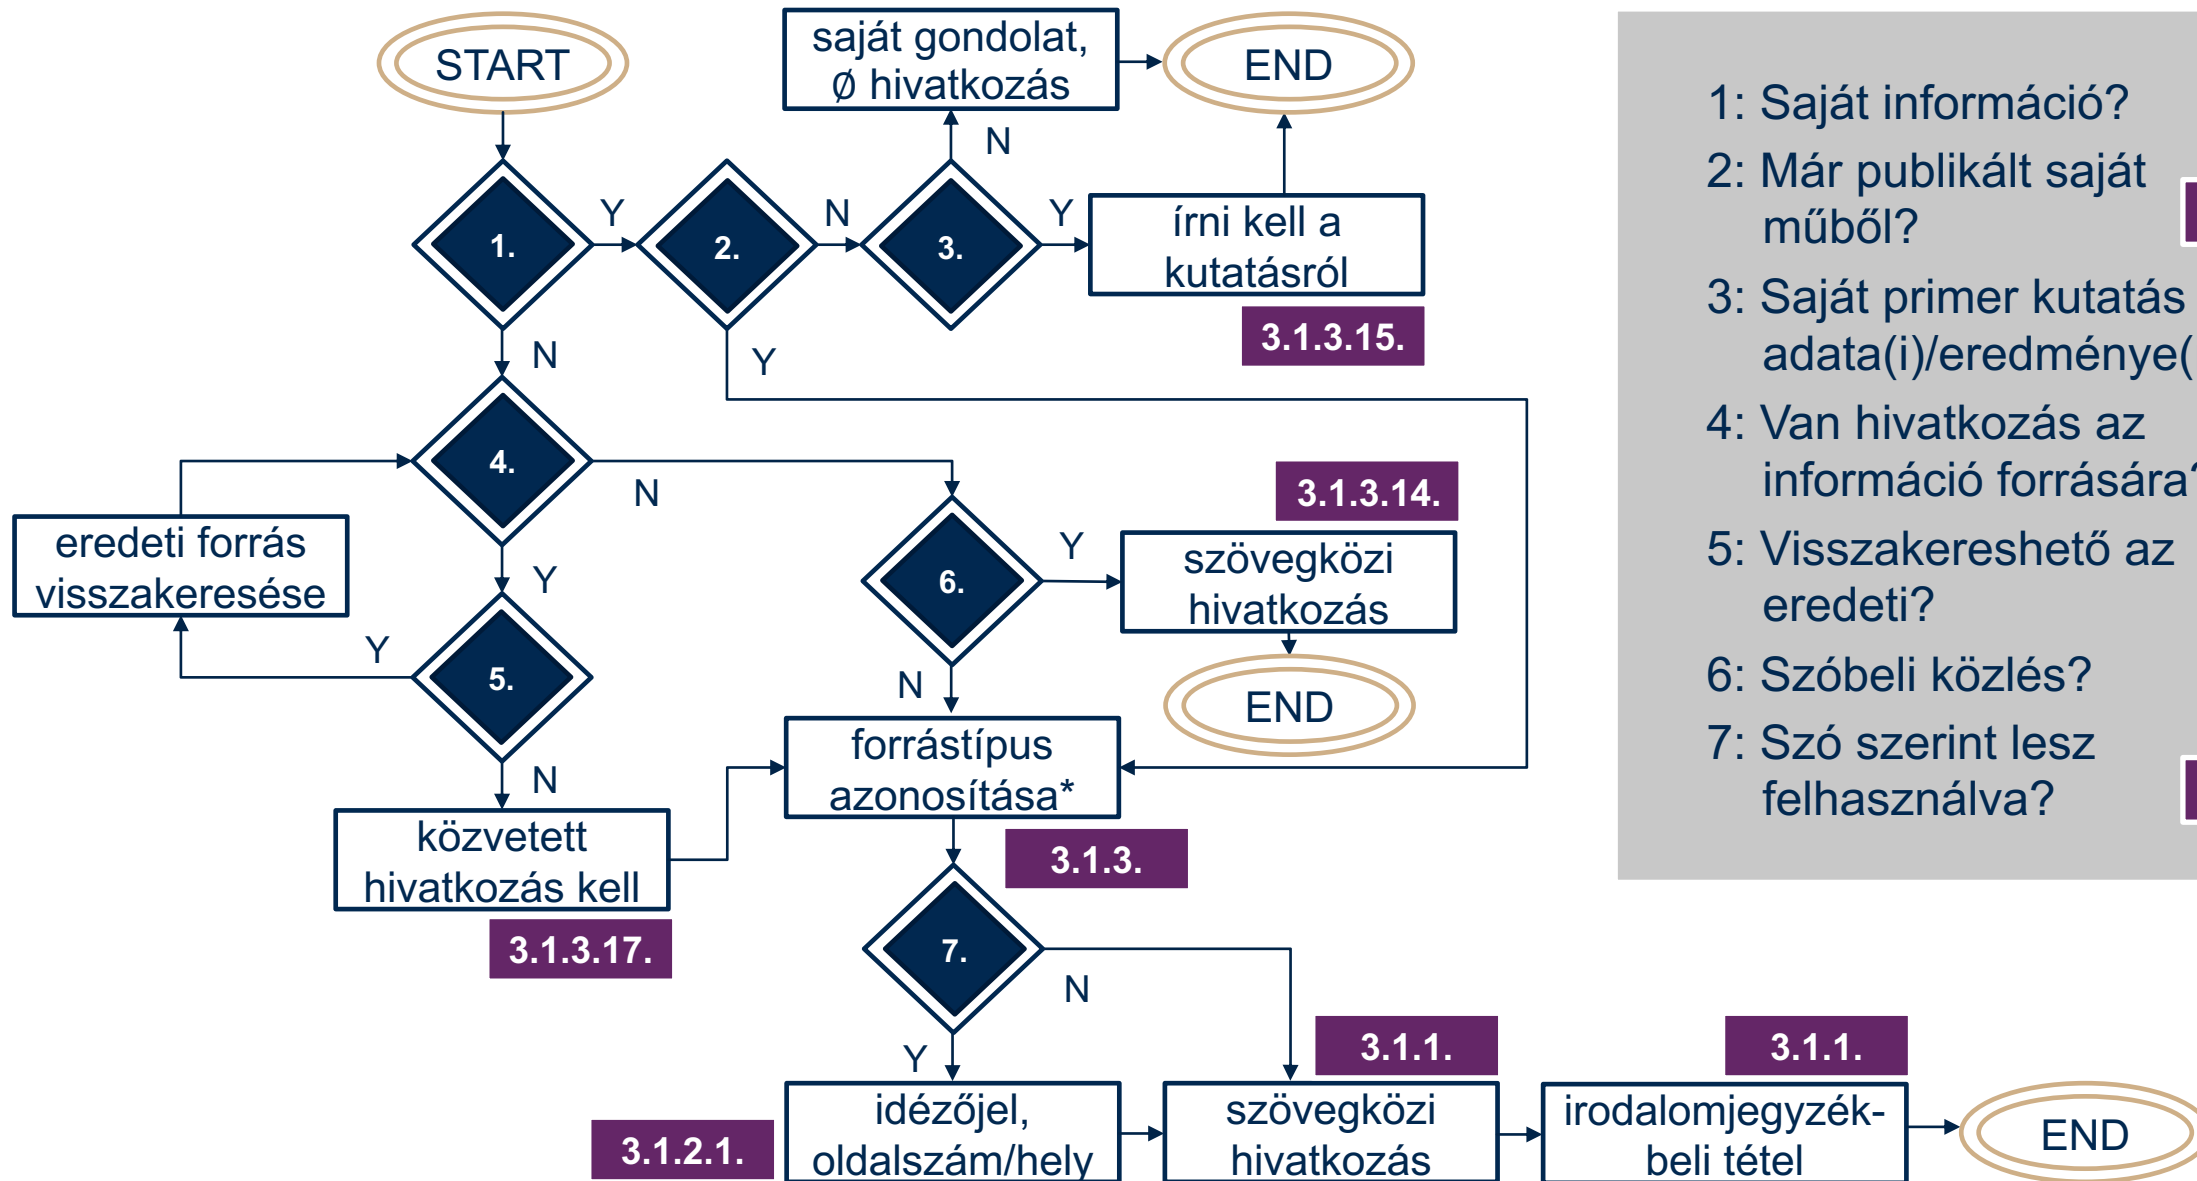 START
saját gondolat,
∅ hivatkozás
END
N
1.
Y
2.
N
3.
Y
írni kell a
kutatásról
3.1.3.15.
N
Y
4.
N
eredeti forrás
visszakeresése
Y
Y
5.
N
közvetett
hivatkozás kell
3.1.3.17.
6.
Y
3.1.3.14.
szövegközi
hivatkozás
END
N
forrástípus
azonosítása*
3.1.3.
7.
N
Y
3.1.2.1.
idézőjel,
oldalszám/hely
3.1.1.
szövegközi
hivatkozás
3.1.1.
irodalomjegyzék-
beli tétel
END
1: Saját információ?
2: Már publikált saját
műből?
3: Saját primer kutatás
adata(i)/eredménye(
4: Van hivatkozás az
információ forrására?
5: Visszakereshető az
eredeti?
6: Szóbeli közlés?
7: Szó szerint lesz
felhasználva?